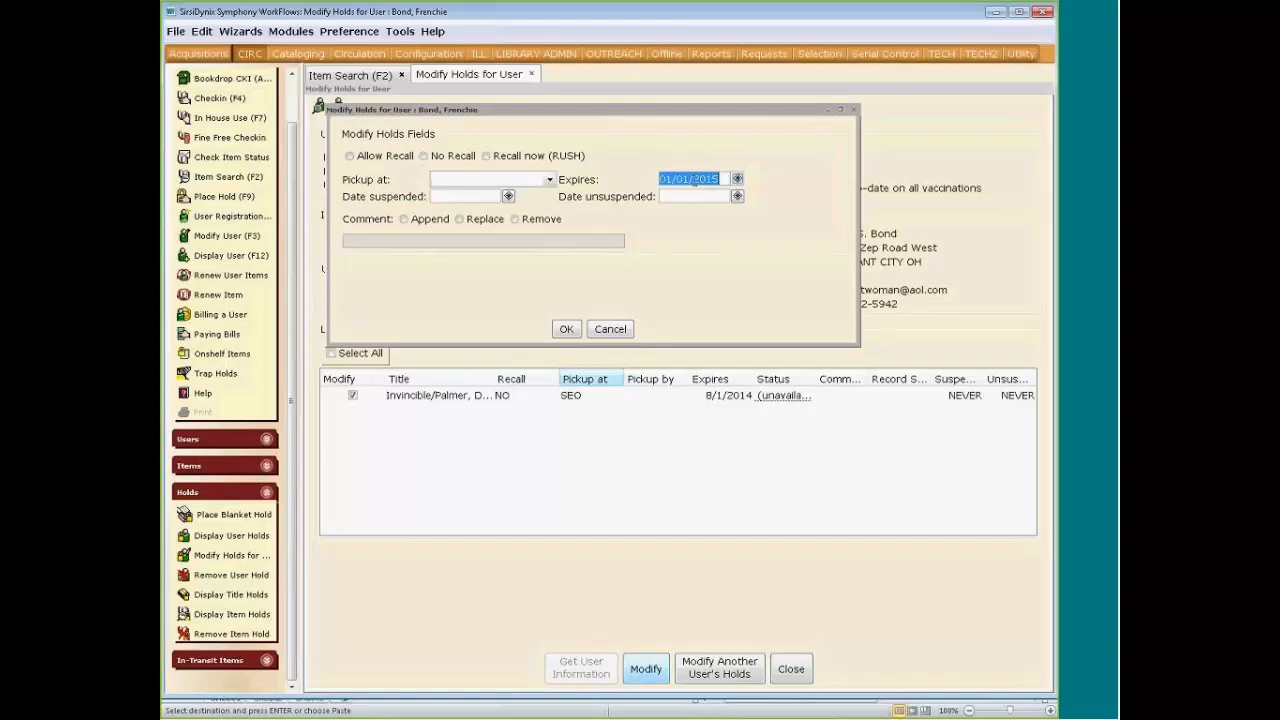 SirsiDynix Symphony WorkFlows: Modify Holds for User : Bond, Frenchie
File Edit Wizards Modules Preference Tools Help
Acquisitions CIRC Cataloging Circulation Configuration ILL LIBRARY ADMIN OUTREACH Offline Reports Requests Selection Serial Control TECH TECH2 Utility
Bookdrop CKI (A...
Checkin (F4)
In House Use (F7)
Fine Free Checkin
Check Item Status
Item Search (F2)
Place Hold (F9)
User Registration...
Modify User (F3)
Display User (F12)
Renew User Items
Renew Item
Billing a User
Paying Bills
Onshelf Items
Trap Holds
Help
Print
Users
Items
Holds
Place Blanket Hold
Display User Holds
Modify Holds for ...
Remove User Hold
Display Title Holds
Display Item Holds
Remove Item Hold
In-Transit Items
Item Search (F2) × Modify Holds for User ×
Modify Holds for User
Modify Holds for User : Bond, Frenchie
Modify Holds Fields
Allow Recall No Recall Recall now (RUSH)
Pickup at: Expires: 01/01/2015
Date suspended: Date unsuspended:
Comment: Append Replace Remove
OK Cancel
-date on all vaccinations
S. Bond
Zep Road West
ANT CITY OH
twoman@aol.com
2-5942
Select All
Modify Title Recall Pickup at Pickup by Expires Status Comm... Record S... Suspe... Unsus...
Invincible/Palmer, D... NO SEO 8/1/2014 (unavaila... NEVER NEVER
Get User Information Modify Modify Another User's Holds Close
Select destination and press ENTER or choose Paste
100%